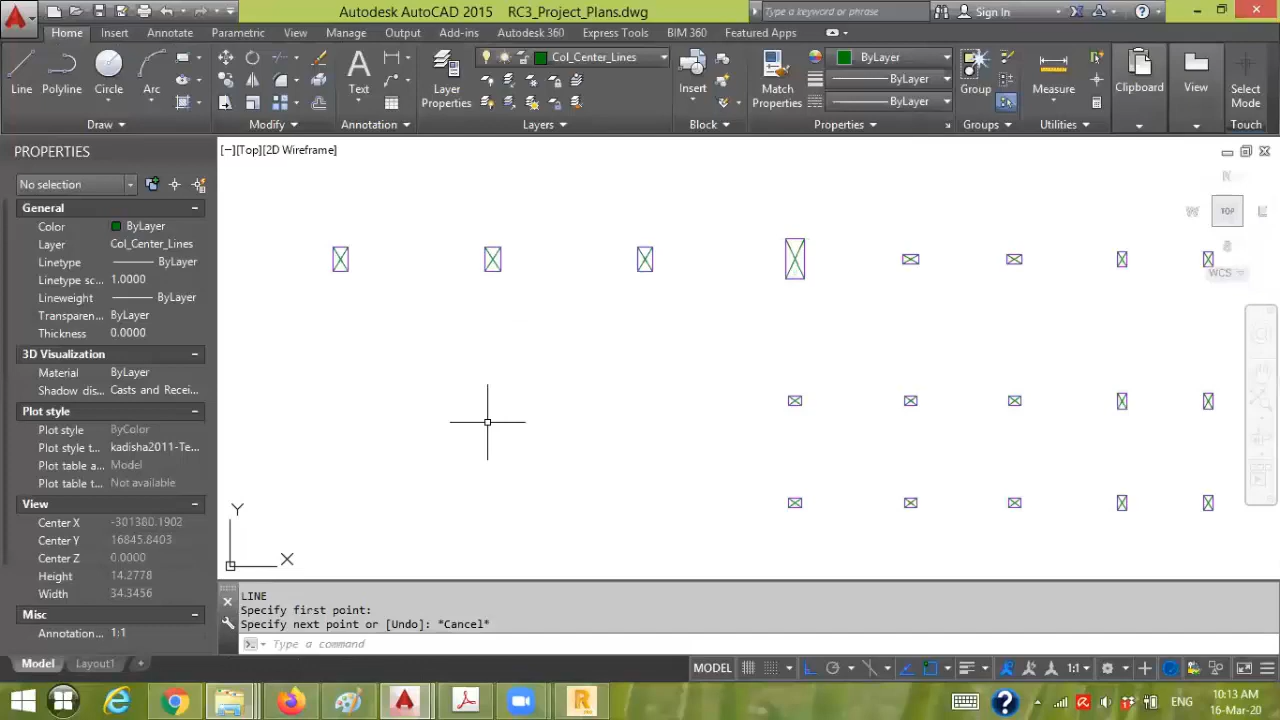 Autodesk AutoCAD 2015 RC3_Project_Plans.dwg
Type a keyword or phrase
Sign In
Home Insert Annotate Parametric View Manage Output Add-ins Autodesk 360 Express Tools BIM 360 Featured Apps
Line Polyline Circle Arc
Text
Layer Properties
Col_Center_Lines
Insert
Match Properties
ByLayer
ByLayer
ByLayer
Group
Measure
Clipboard
View
Select Mode
Draw Modify Annotation Layers Block Properties Groups Utilities Touch
PROPERTIES
No selection
General
Color ByLayer
Layer Col_Center_Lines
Linetype ByLayer
Linetype sc... 1.0000
Lineweight ByLayer
Transparen... ByLayer
Thickness 0.0000
3D Visualization
Material ByLayer
Shadow dis... Casts and Recei...
Plot style
Plot style ByColor
Plot style t... kadisha2011-Te...
Plot table a... Model
Plot table t... Not available
View
Center X -301380.1902
Center Y 16845.8403
Center Z 0.0000
Height 14.2778
Width 34.3456
Misc
Annotation... 1:1
[−][Top][2D Wireframe]
N
W TOP E
S
WCS
Y
X
LINE
Specify first point:
Specify next point or [Undo]: *Cancel*
Type a command
Model Layout1 +
MODEL
1:1
ENG
10:13 AM
16-Mar-20